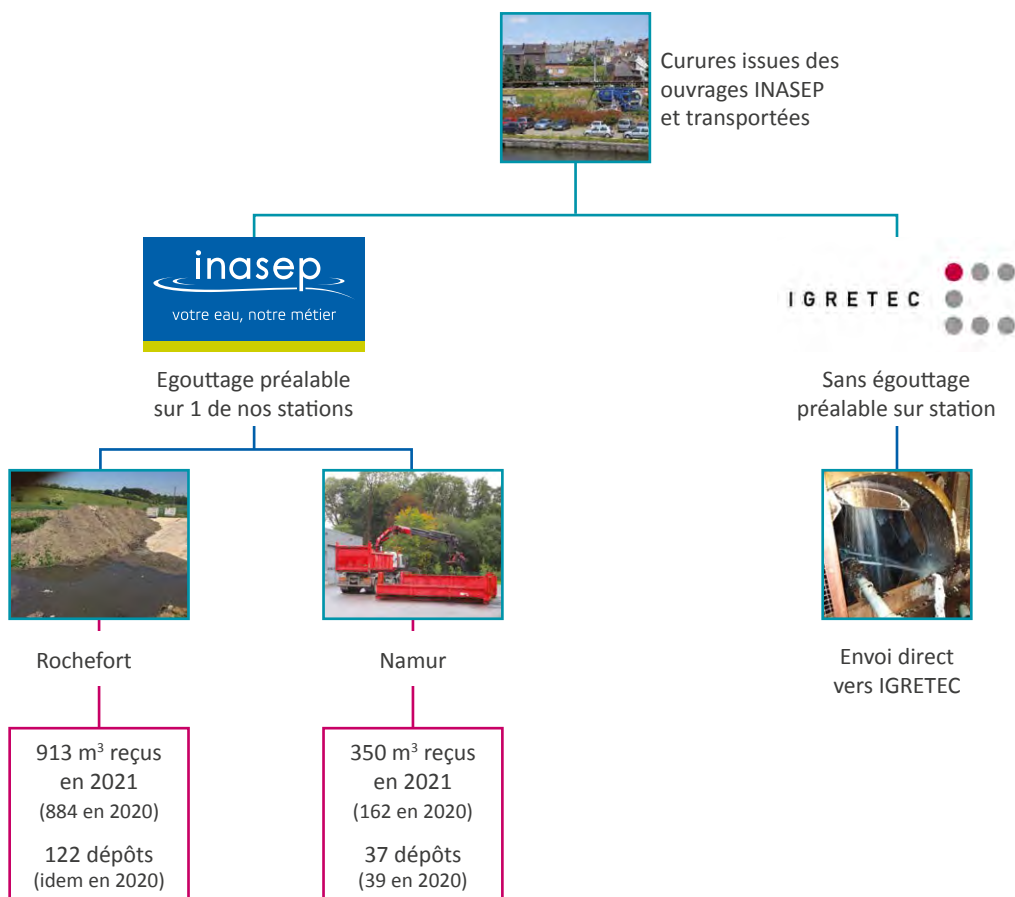 Curures issues des
ouvrages INASEP
et transportées
inasep
votre eau, notre métier
IGRETEC
Egouttage préalable
sur 1 de nos stations
Sans égouttage
préalable sur station
Rochefort
Namur
Envoi direct
vers IGRETEC
913 m³ reçus
en 2021
(884 en 2020)
122 dépôts
(idem en 2020)
350 m³ reçus
en 2021
(162 en 2020)
37 dépôts
(39 en 2020)